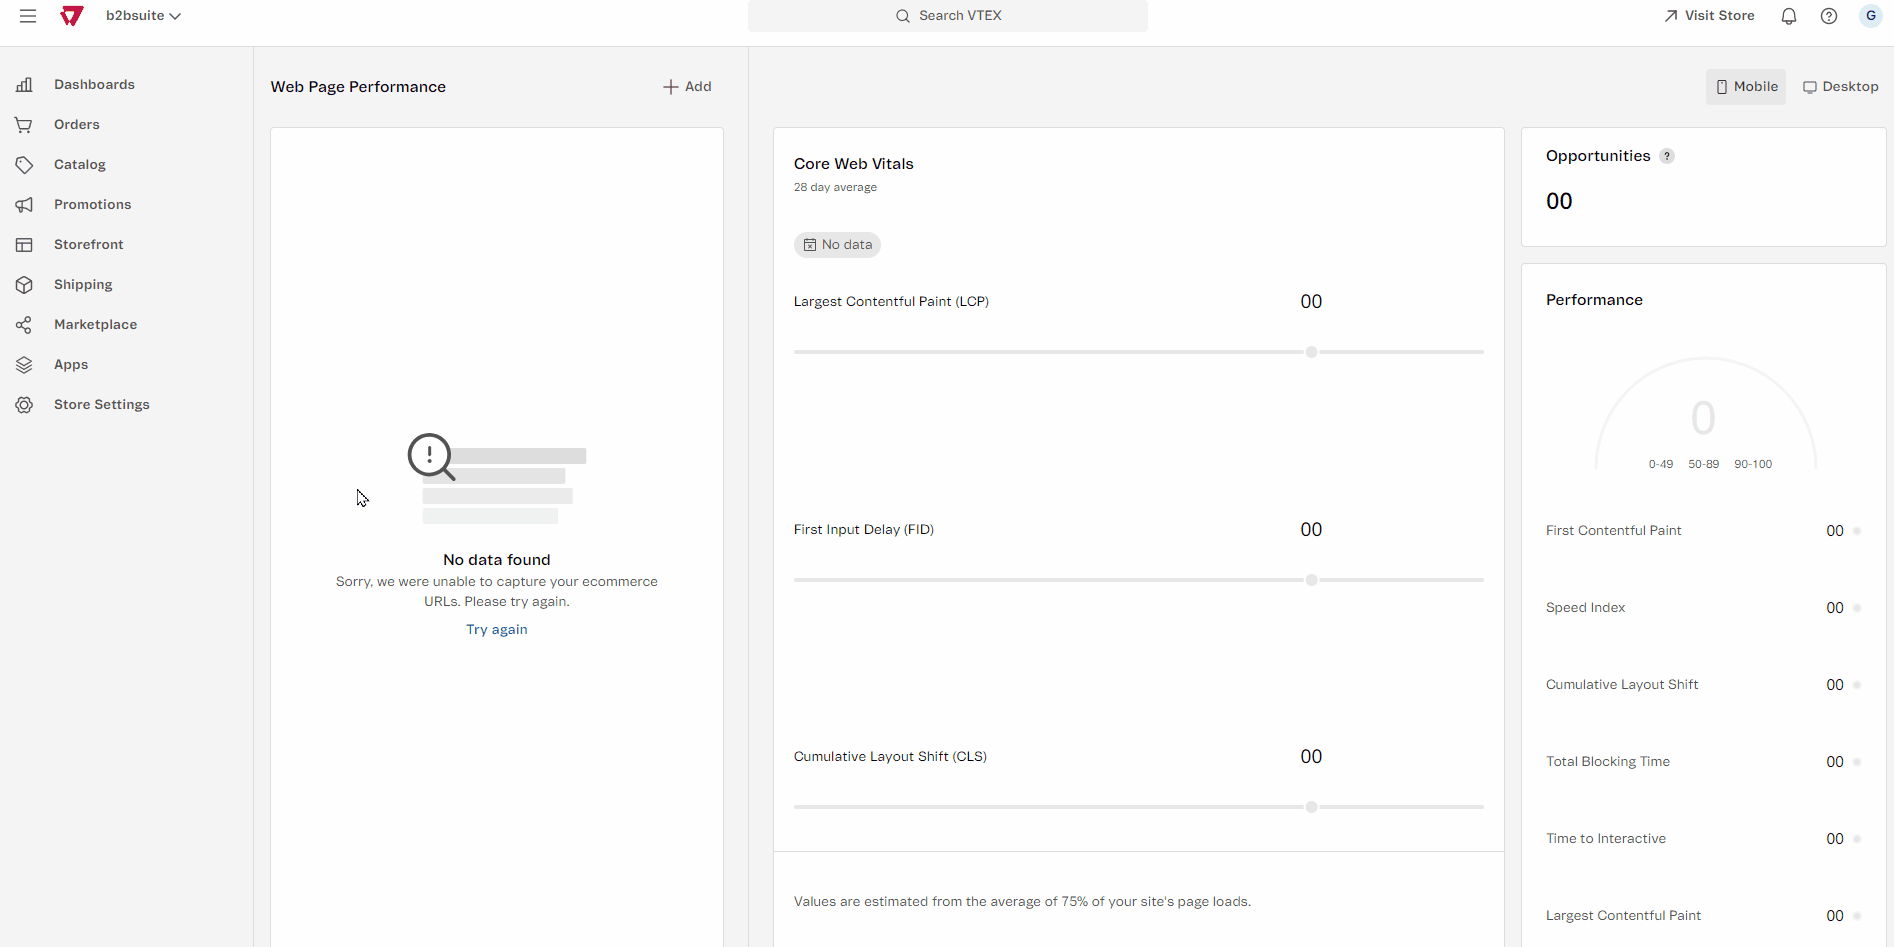 b2bsuite
Search VTEX
Visit Store
?
G
Dashboards
Orders
Catalog
Promotions
Storefront
Shipping
Marketplace
Apps
Store Settings
Web Page Performance
Add
!
No data found
Sorry, we were unable to capture your ecommerce
URLs. Please try again.
Try again
Mobile
Desktop
Core Web Vitals
28 day average
No data
Largest Contentful Paint (LCP)
00
First Input Delay (FID)
00
Cumulative Layout Shift (CLS)
00
Values are estimated from the average of 75% of your site's page loads.
Opportunities ?
00
Performance
0
0-49 50-89 90-100
First Contentful Paint 00
Speed Index 00
Cumulative Layout Shift 00
Total Blocking Time 00
Time to Interactive 00
Largest Contentful Paint 00